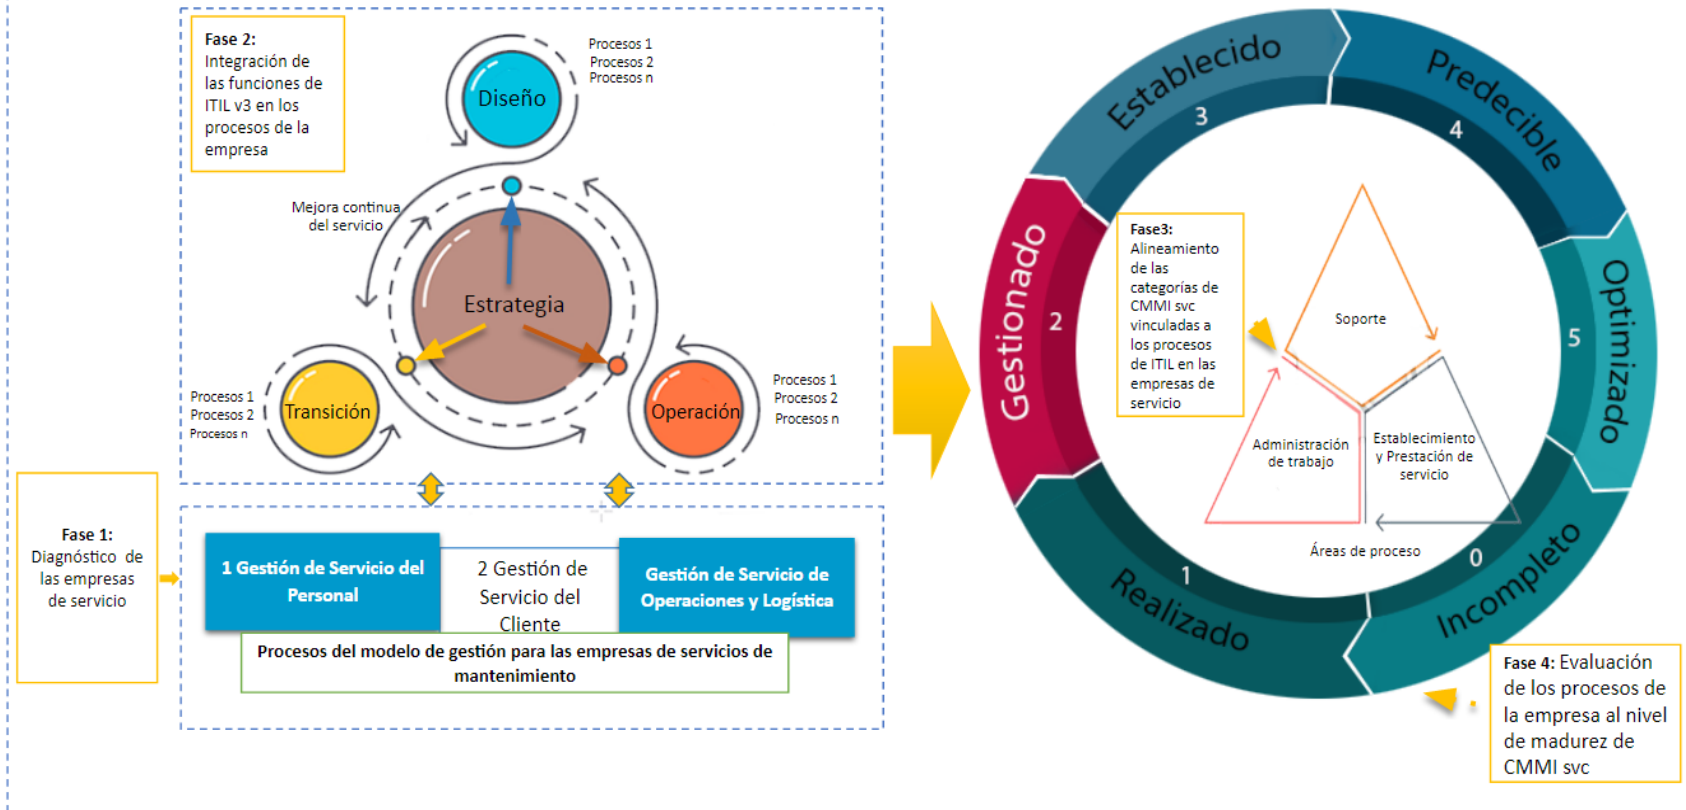 Fase 2:
Integración de
las funciones de
ITIL v3 en los
procesos de la
empresa
Diseño
Procesos 1
Procesos 2
Procesos n
Mejora continua
del servicio
Estrategia
Transición
Procesos 1
Procesos 2
Procesos n
Operación
Procesos 1
Procesos 2
Procesos n
Fase 1:
Diagnóstico de
las empresas
de servicio
1 Gestión de Servicio del
Personal
2 Gestión de
Servicio del
Cliente
Gestión de Servicio de
Operaciones y Logística
Procesos del modelo de gestión para las empresas de servicios de
mantenimiento
Establecido
3
Predecible
4
Optimizado
5
Incompleto
0
Realizado
1
Gestionado
2
Fase3:
Alineamiento
de las
categorías de
CMMI svc
vinculadas a
los procesos
de ITIL en las
empresas de
servicio
Soporte
Administración
de trabajo
Establecimiento
y Prestación de
servicio
Áreas de proceso
Fase 4: Evaluación
de los procesos de
la empresa al nivel
de madurez de
CMMI svc